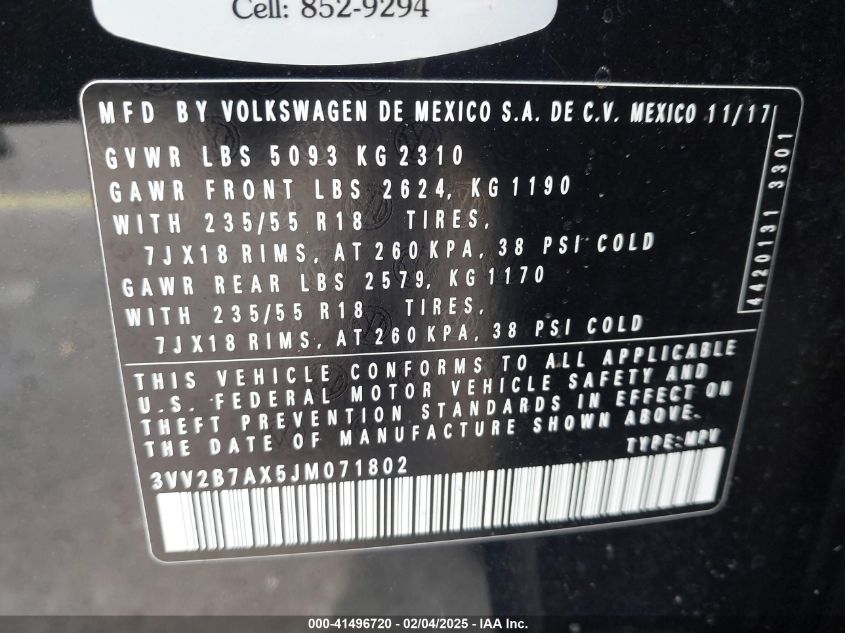 Cell: 852-9294
MFD BY VOLKSWAGEN DE MEXICO S.A. DE C.V. MEXICO 11/17
GVWR LBS 5093 KG 2310
GAWR FRONT LBS 2624, KG 1190
WITH 235/55 R18 TIRES,
7JX18 RIMS, AT 260 KPA, 38 PSI COLD
GAWR REAR LBS 2579, KG 1170
WITH 235/55 R18 TIRES,
7JX18 RIMS, AT 260 KPA, 38 PSI COLD
4420131 3301
THIS VEHICLE CONFORMS TO ALL APPLICABLE
U.S. FEDERAL MOTOR VEHICLE SAFETY AND
THEFT PREVENTION STANDARDS IN EFFECT ON
THE DATE OF MANUFACTURE SHOWN ABOVE.
TYPE: MPV
3VV2B7AX5JM071802
000-41496720 — 02/04/2025 — IAA Inc.